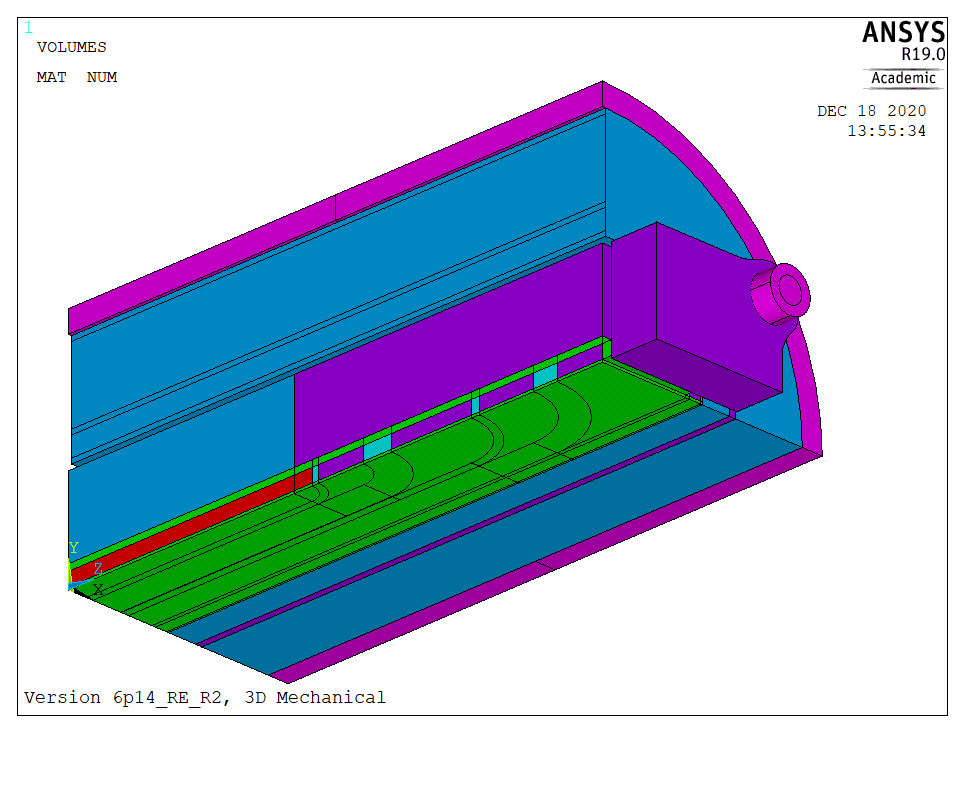 1
VOLUMES
MAT NUM
ANSYS
R19.0
Academic
DEC 18 2020
13:55:34
Y
Z
X
Version 6p14_RE_R2, 3D Mechanical